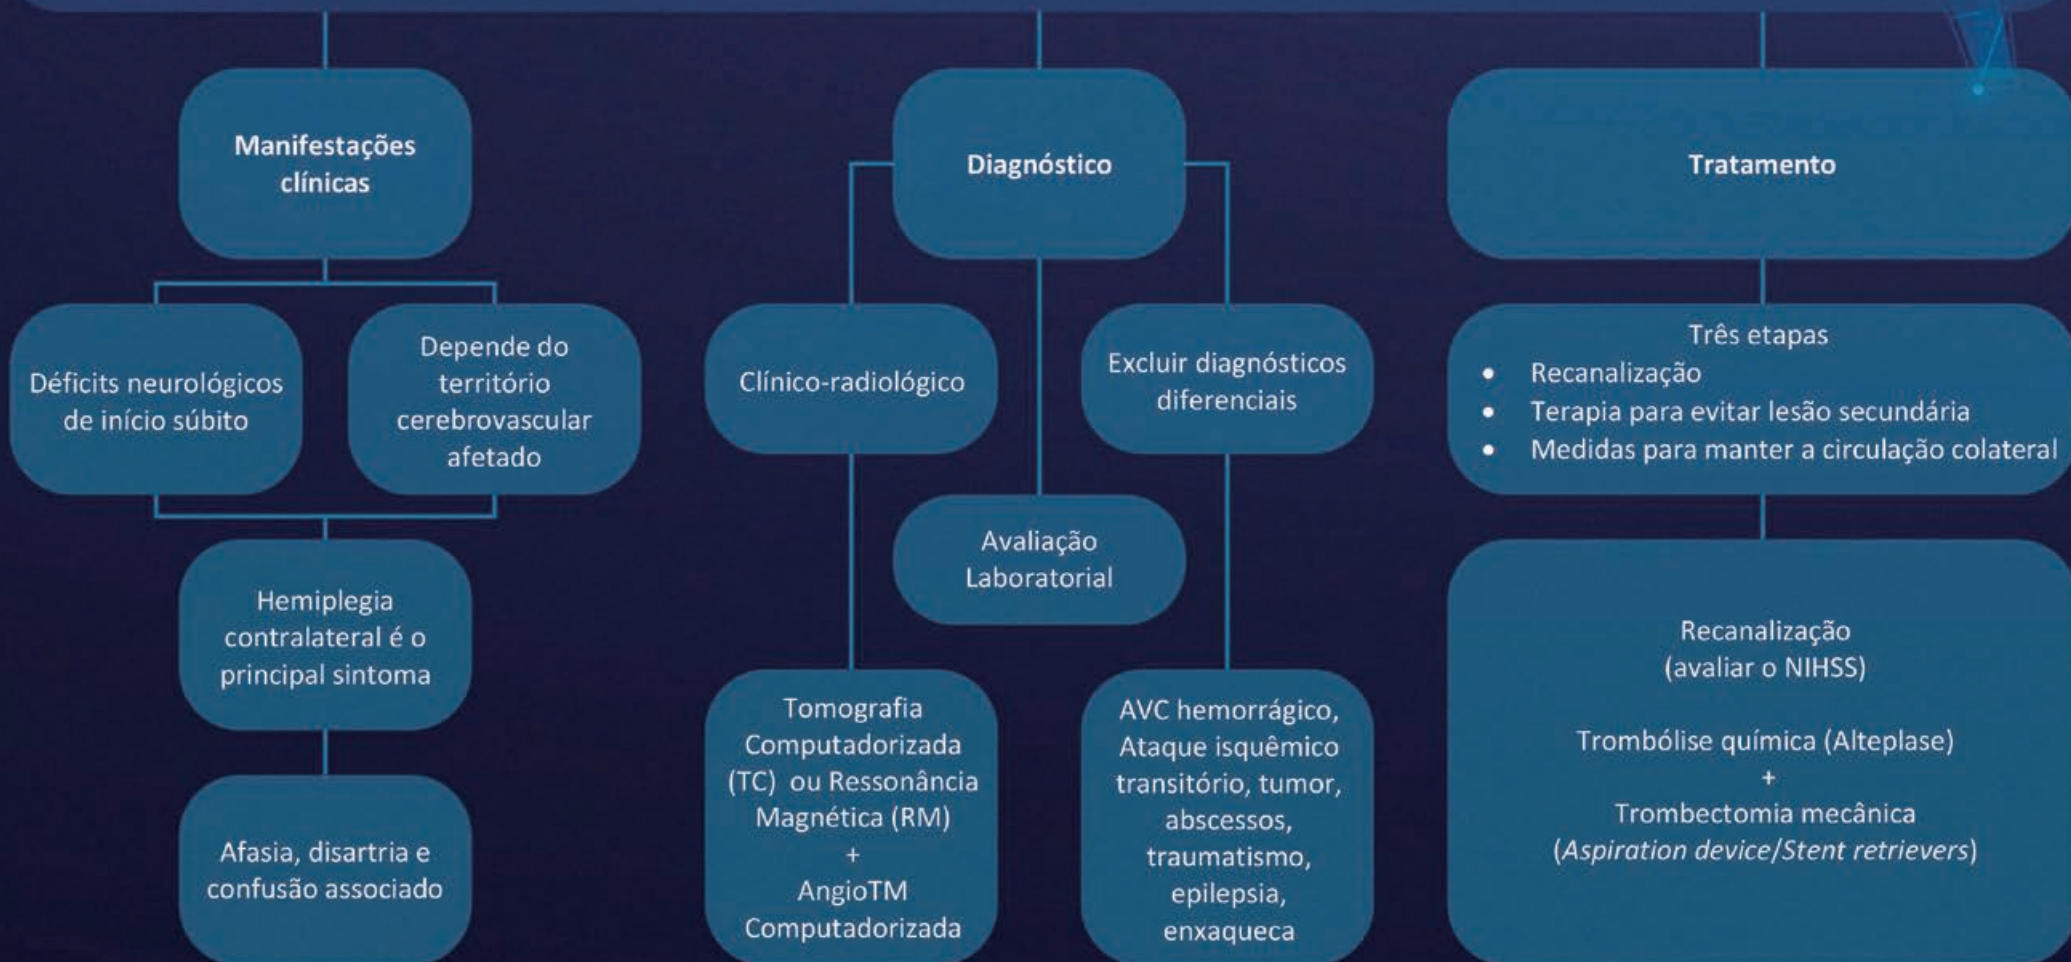 Manifestações
clínicas
Déficits neurológicos
de início súbito
Depende do
território
cerebrovascular
afetado
Hemiplegia
contralateral é o
principal sintoma
Afasia, disartria e
confusão associado
Diagnóstico
Clínico-radiológico
Avaliação
Laboratorial
Excluir diagnósticos
diferenciais
Tomografia
Computadorizada
(TC) ou Ressonância
Magnética (RM)
+
AngioTM
Computadorizada
AVC hemorrágico,
Ataque isquêmico
transitório, tumor,
abscessos,
traumatismo,
epilepsia,
enxaqueca
Tratamento
Três etapas
• Recanalização
• Terapia para evitar lesão secundária
• Medidas para manter a circulação colateral
Recanalização
(avaliar o NIHSS)
Trombólise química (Alteplase)
+
Trombectomia mecânica
(Aspiration device/Stent retrievers)